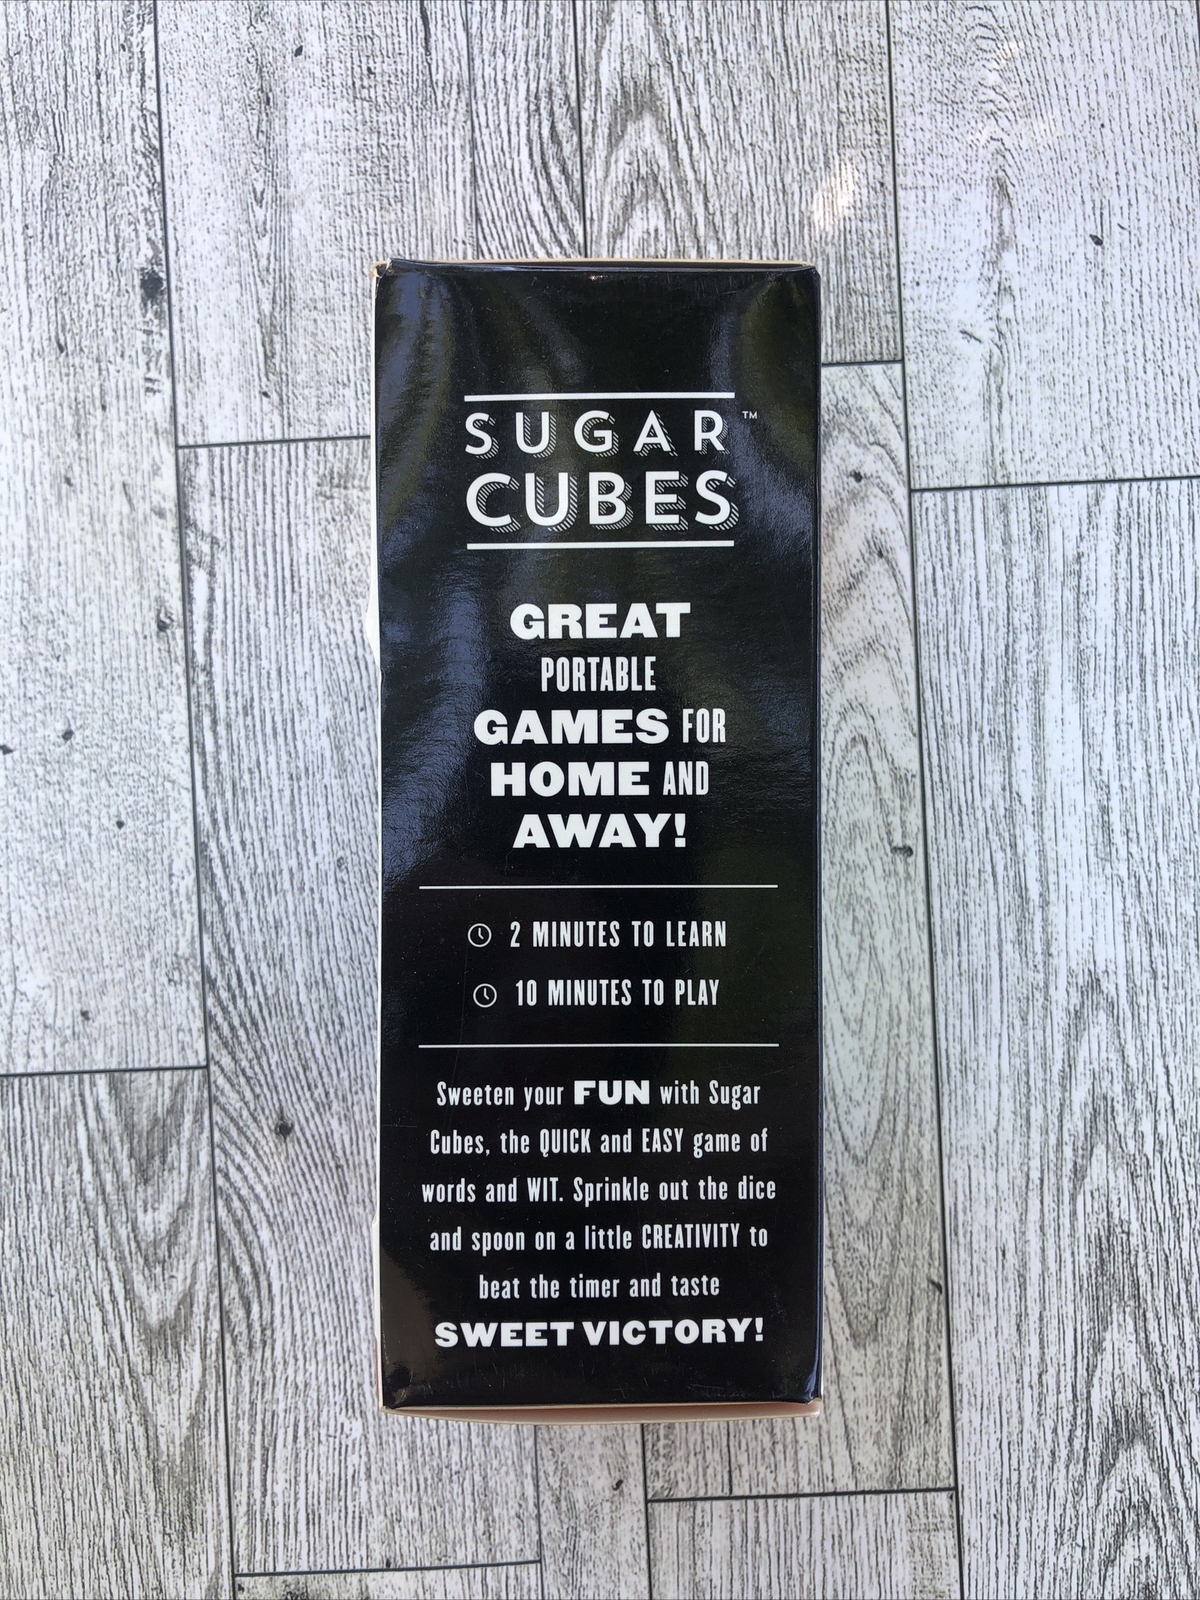 SUGAR™
CUBES
GREAT
PORTABLE
GAMES FOR
HOME AND
AWAY!
2 MINUTES TO LEARN
10 MINUTES TO PLAY
Sweeten your FUN with Sugar
Cubes, the QUICK and EASY game of
words and WIT. Sprinkle out the dice
and spoon on a little CREATIVITY to
beat the timer and taste
SWEET VICTORY!